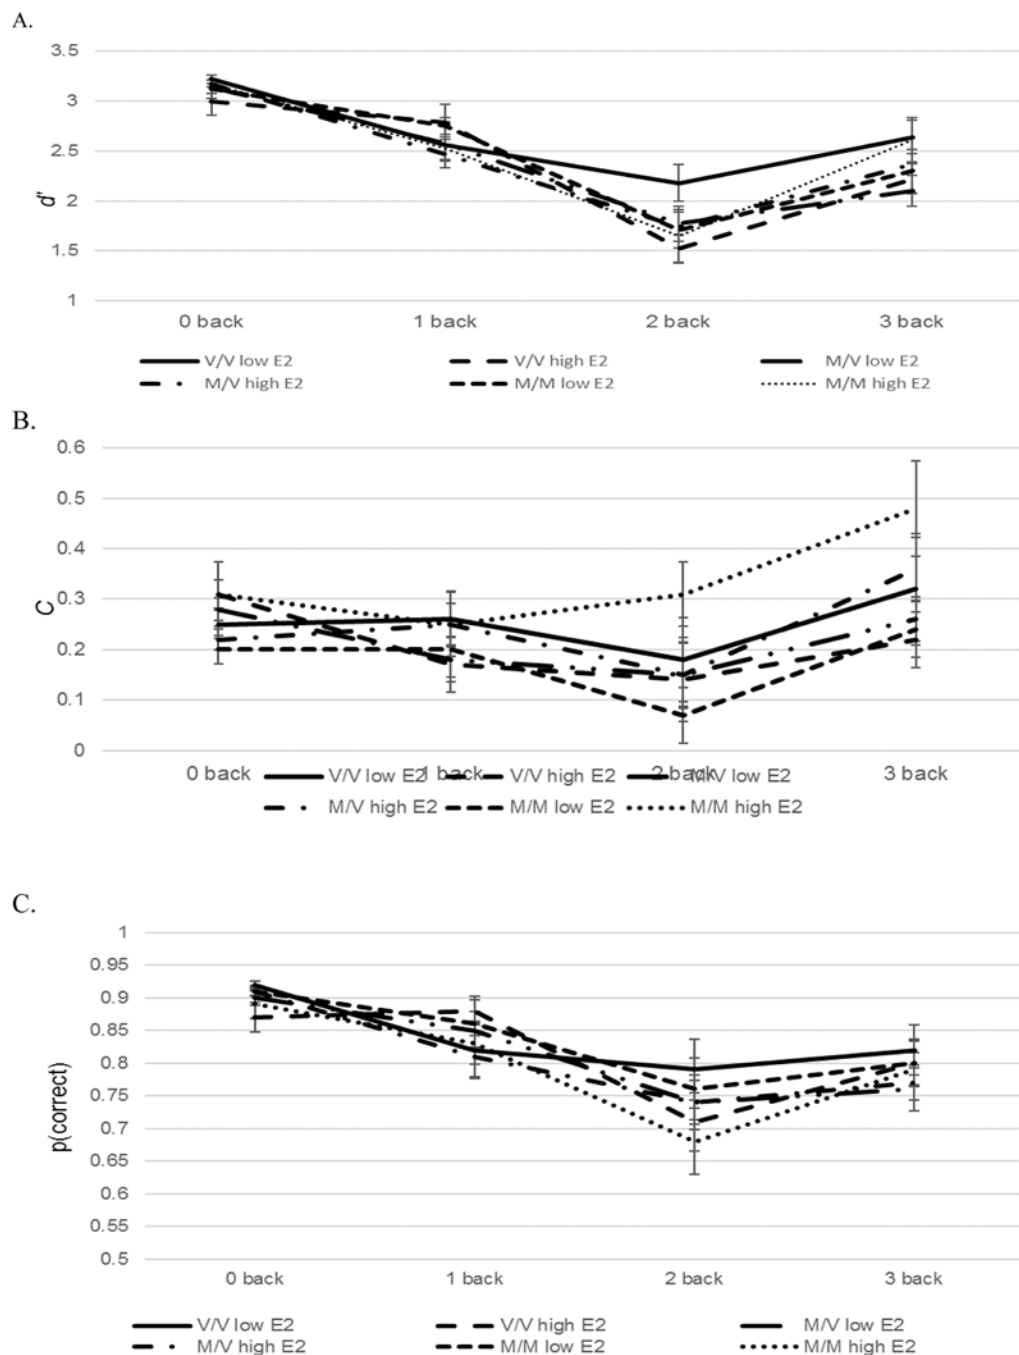 A.
3.5
3
2.5
2
1.5
1
d'
0 back 1 back 2 back 3 back
V/V low E2 V/V high E2 M/V low E2
M/V high E2 M/M low E2 M/M high E2
B.
0.6
0.5
0.4
0.3
0.2
0.1
0
C
0 back 1 back 2 back 3 back
V/V low E2 V/V high E2 M/V low E2
M/V high E2 M/M low E2 M/M high E2
C.
1
0.95
0.9
0.85
0.8
0.75
0.7
0.65
0.6
0.55
0.5
p(correct)
0 back 1 back 2 back 3 back
V/V low E2 V/V high E2 M/V low E2
M/V high E2 M/M low E2 M/M high E2